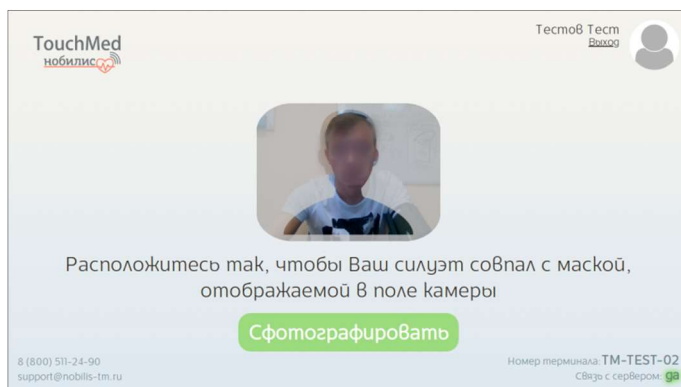 TouchMed
нобилис
Тестов Тест
Выход
Расположитесь так, чтобы Ваш силуэт совпал с маской,
отображаемой в поле камеры
Сфотографировать
8 (800) 511-24-90
support@nobilis-tm.ru
Номер терминала: TM-TEST-02
Связь с сервером: да